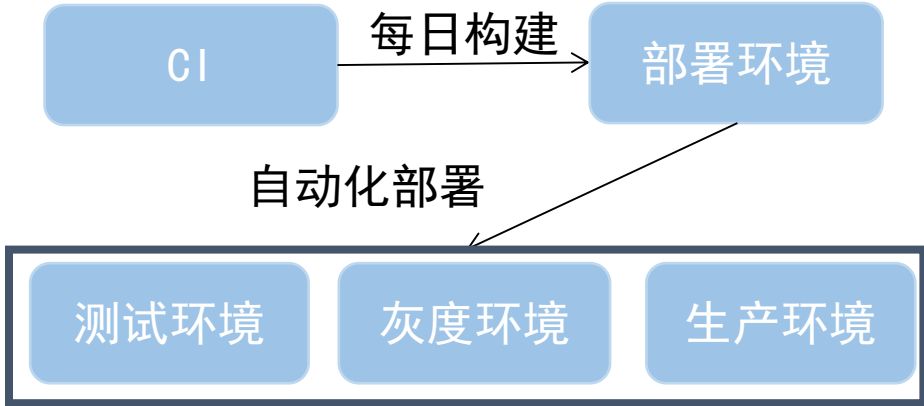 CI
每日构建
部署环境
自动化部署
测试环境
灰度环境
生产环境